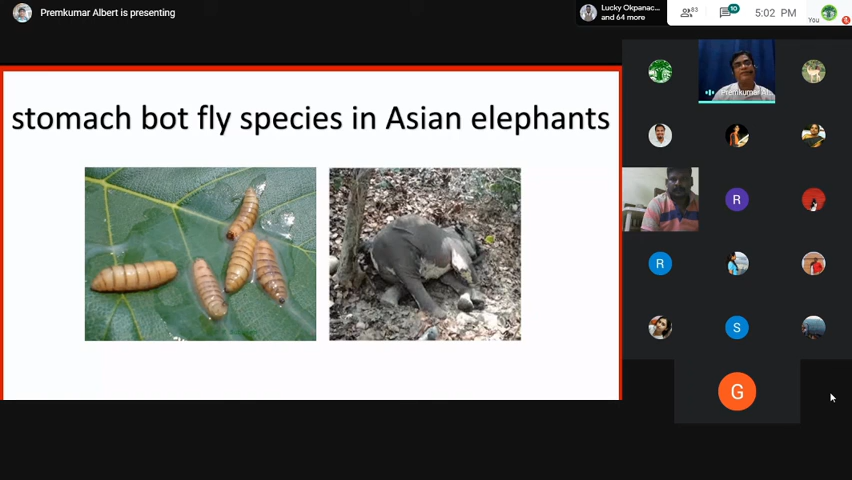 Premkumar Albert is presenting
Lucky Okpanac...
and 64 more
83
10
5:02 PM
You
stomach bot fly species in Asian elephants
Premkumar Al...
R
R
S
G